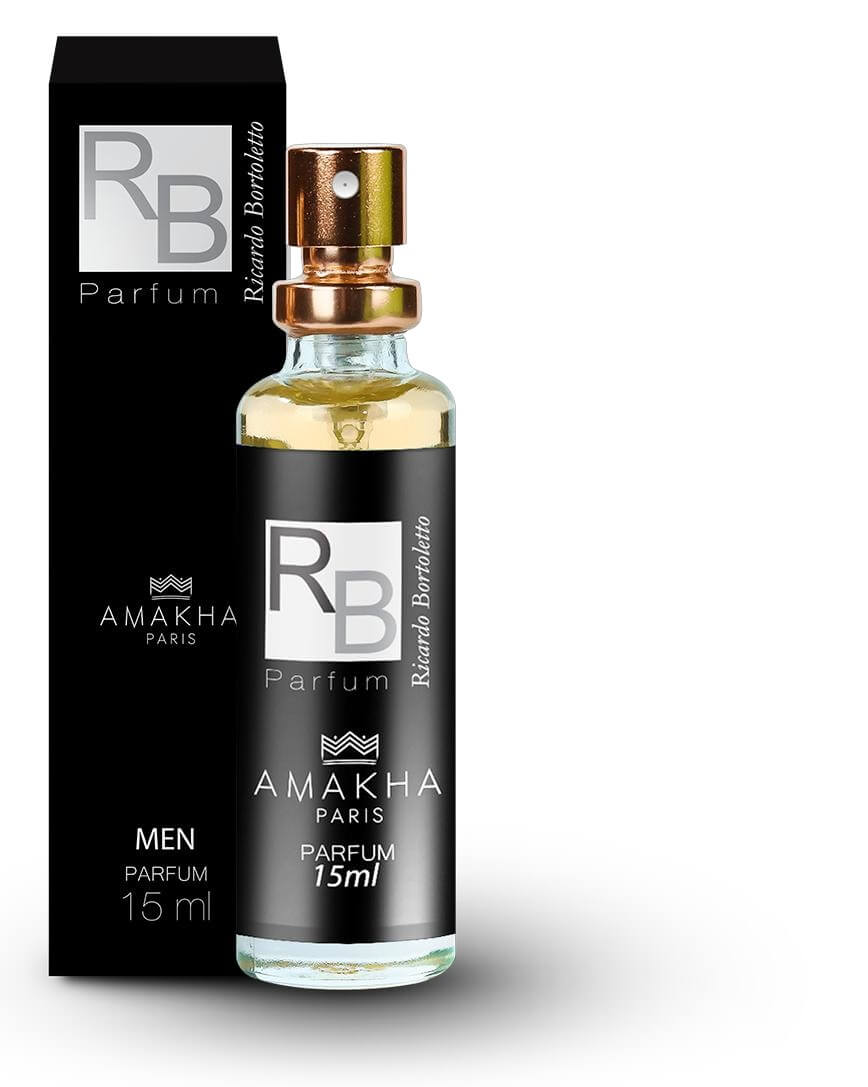 RB
Parfum
Ricardo Bortoletto
AMAKHA
PARIS
MEN
PARFUM
15 ml
RB
Parfum
Ricardo Bortoletto
AMAKHA
PARIS
PARFUM
15ml